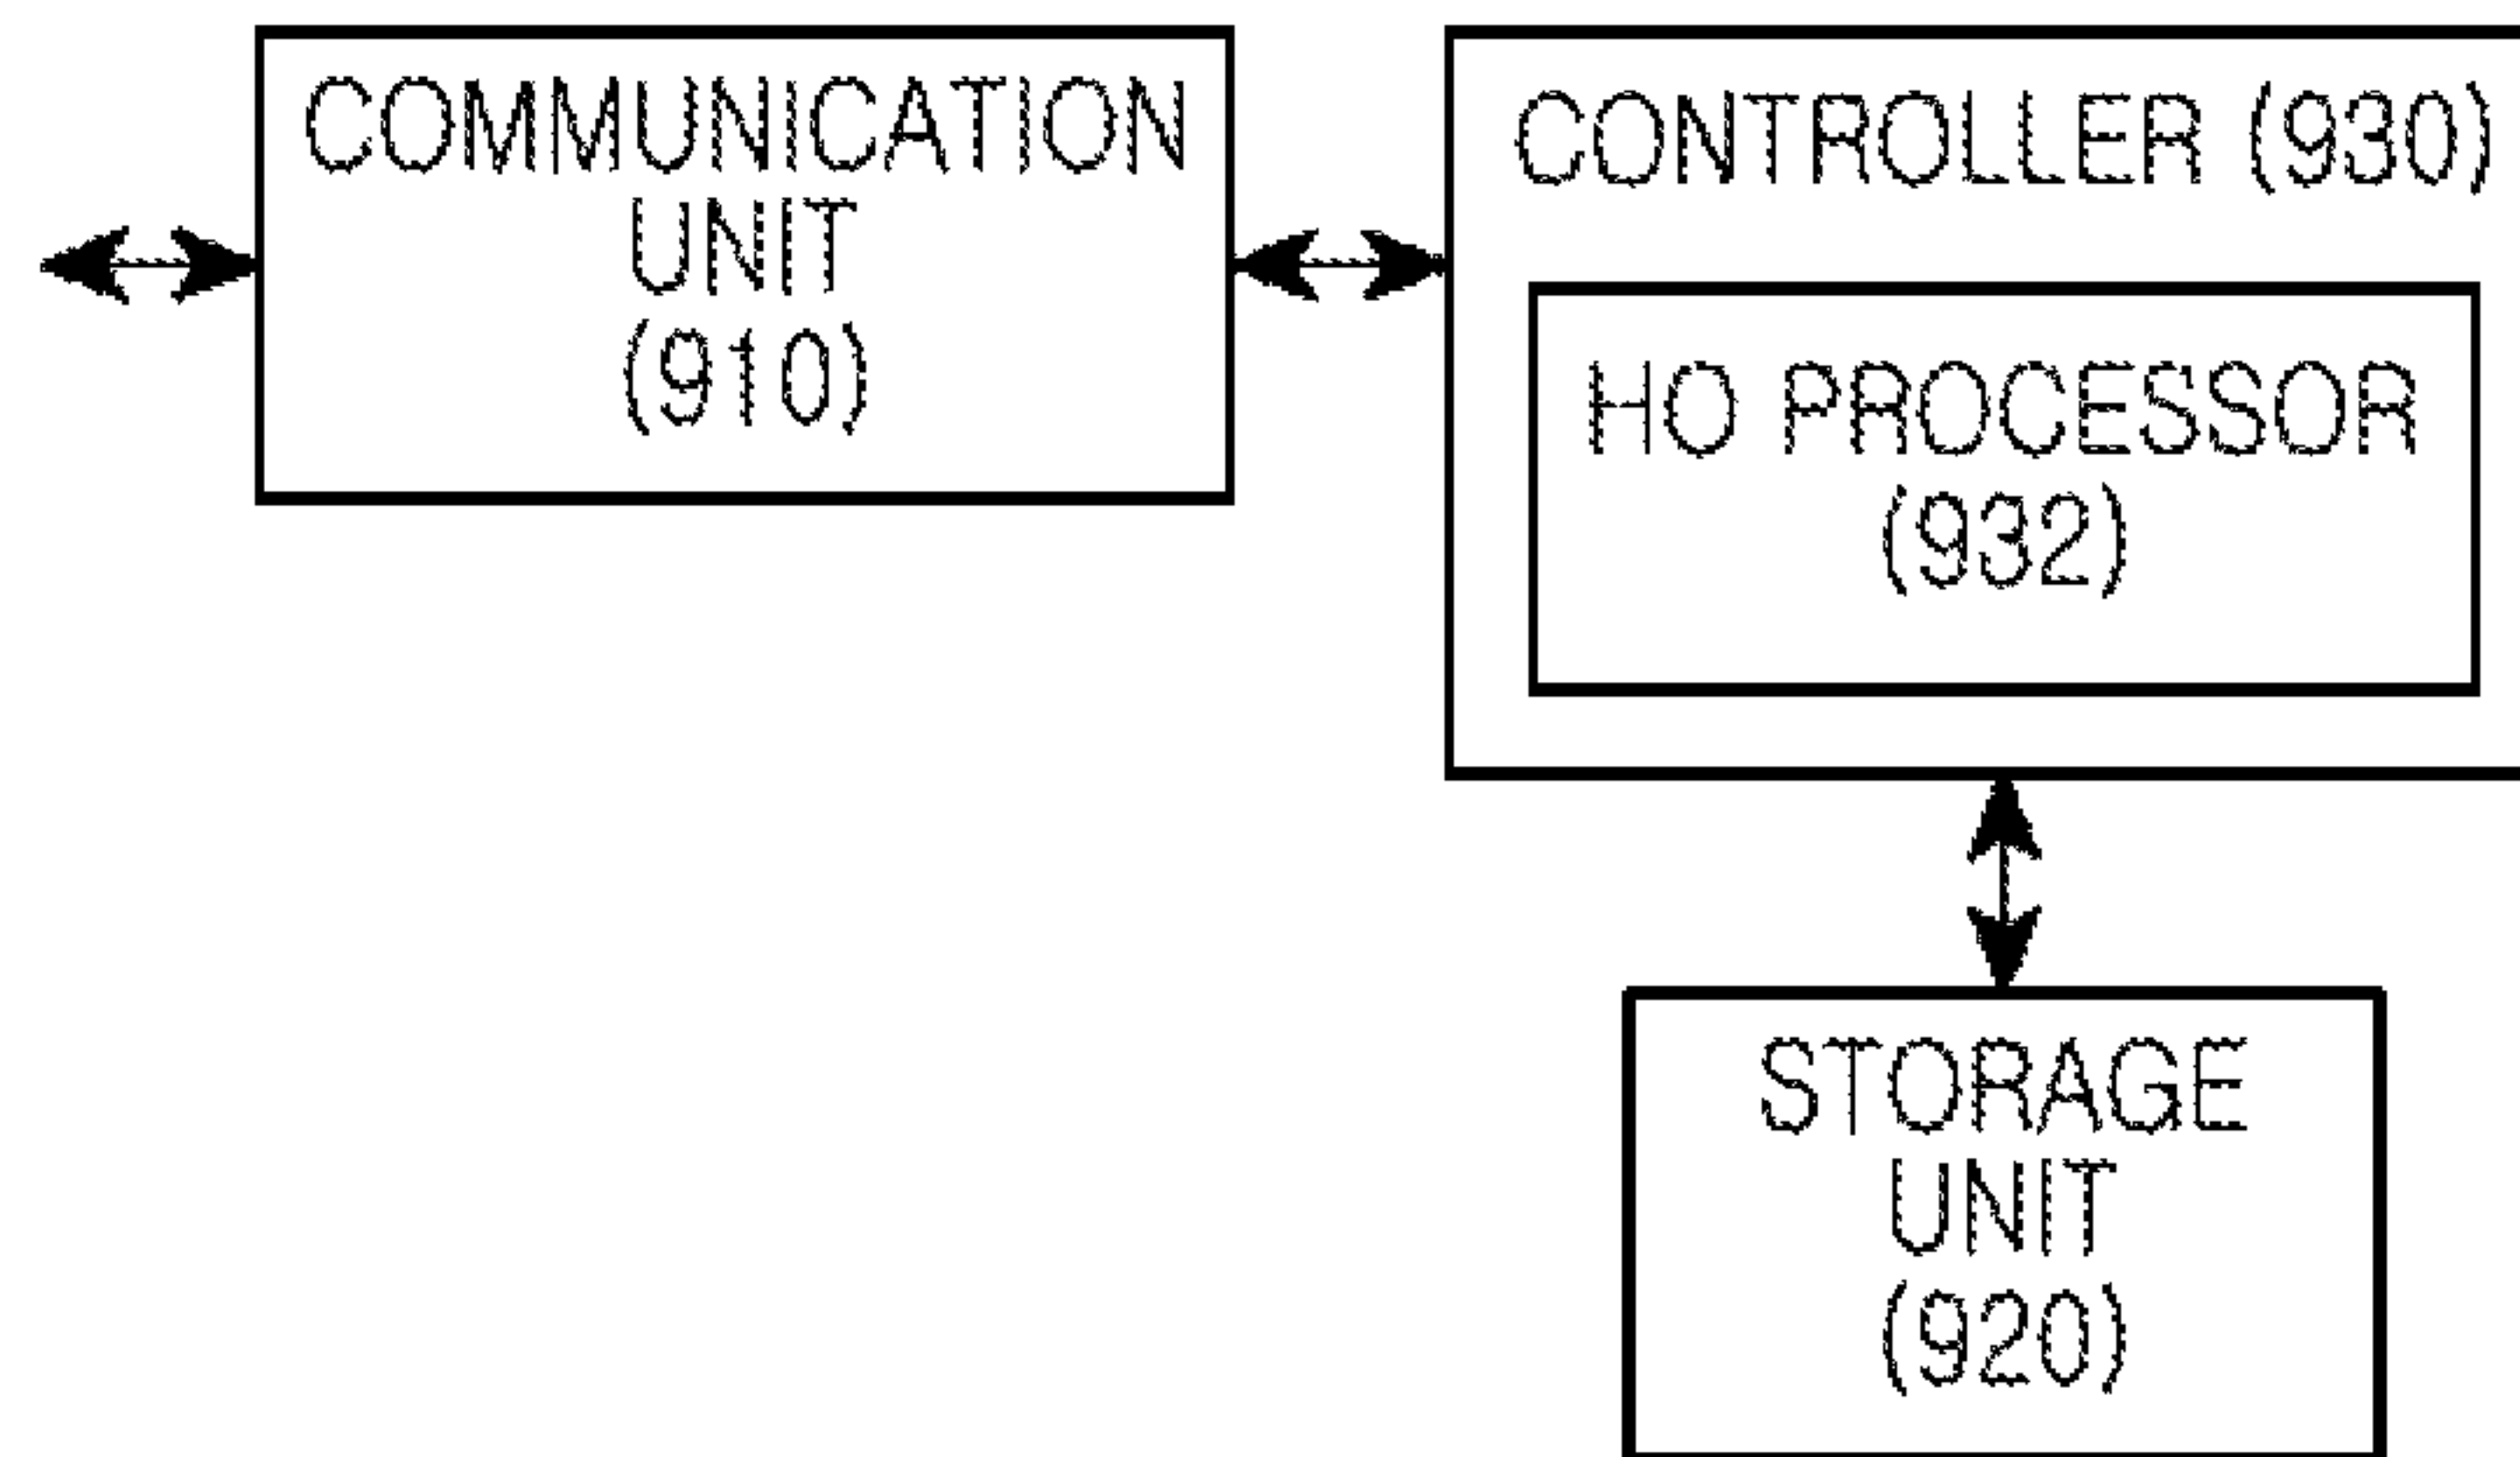 COMMUNICATION
UNIT
(910)
CONTROLLER (930)
HO PROCESSOR
(932)
STORAGE
UNIT
(920)